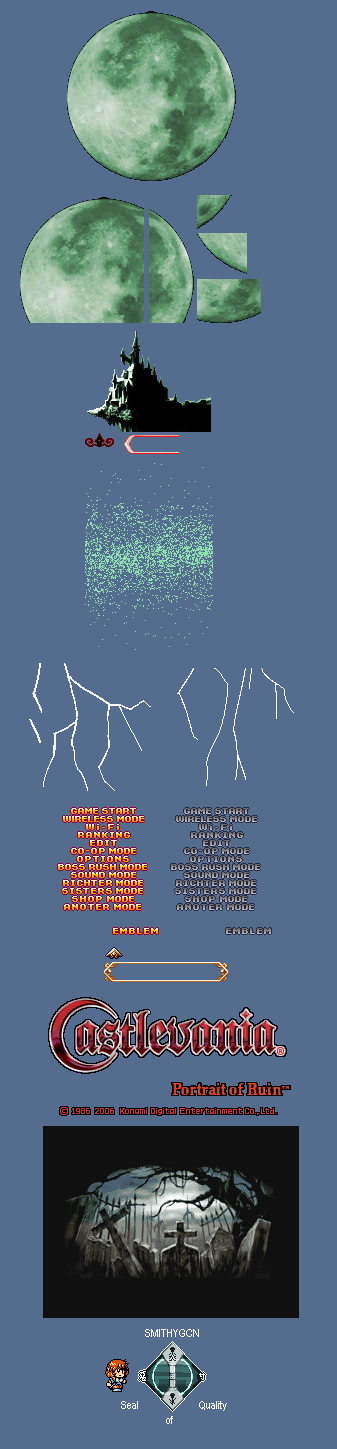 GAME START
WIRELESS MODE
Wi-Fi
RANKING
EDIT
CO-OP MODE
OPTIONS
BOSS RUSH MODE
SOUND MODE
RICHTER MODE
SISTERS MODE
SHOP MODE
ANOTER MODE
EMBLEM
GAME START
WIRELESS MODE
Wi-Fi
RANKING
EDIT
CO-OP MODE
OPTIONS
BOSS RUSH MODE
SOUND MODE
RICHTER MODE
SISTERS MODE
SHOP MODE
ANOTER MODE
EMBLEM
Castlevania®
Portrait of Ruin™
© 1986 2006 Konami Digital Entertainment Co., Ltd.
SMITHYGCN
Seal Quality
of